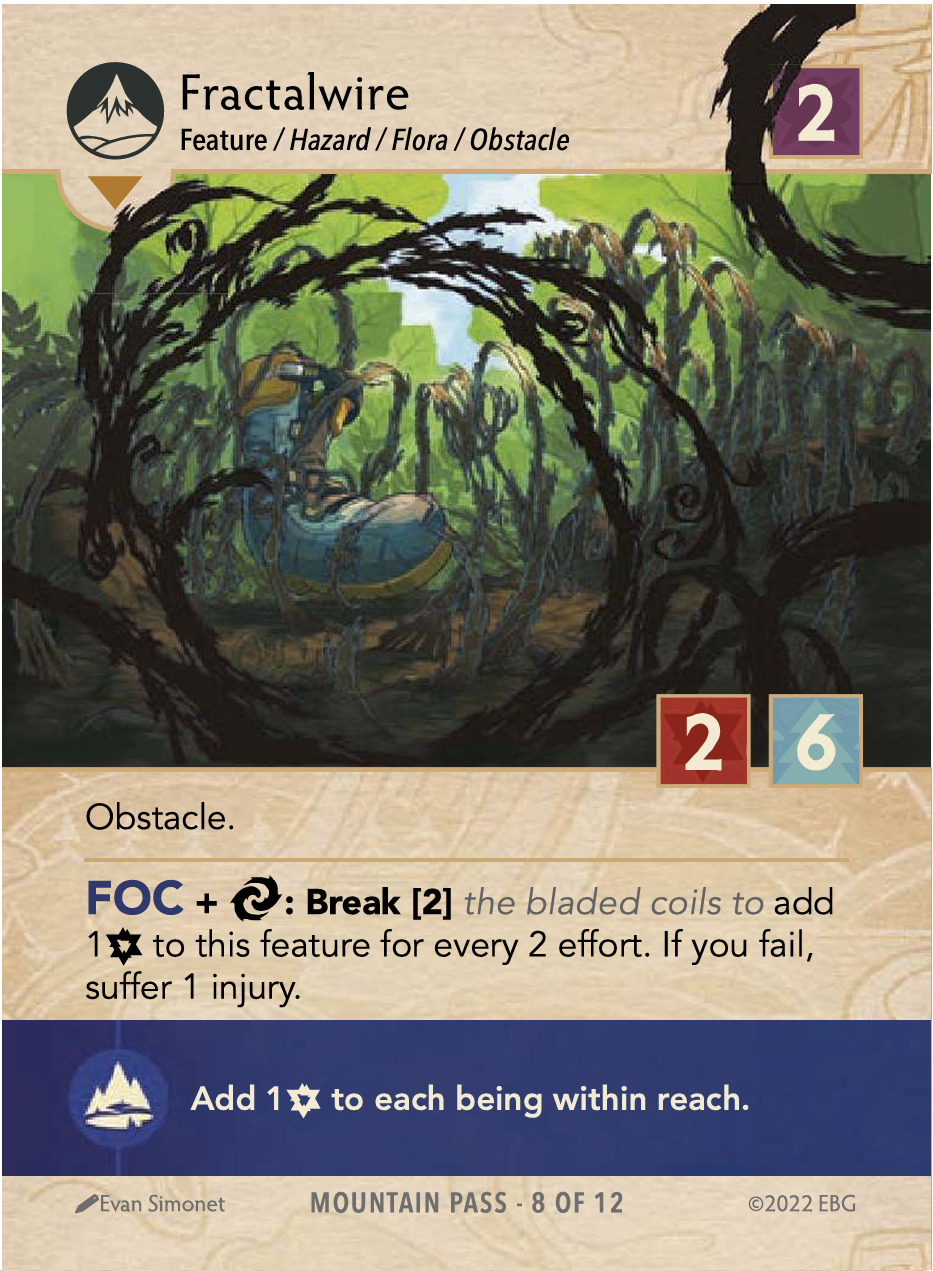 Fractalwire
Feature / Hazard / Flora / Obstacle
2
2 6
Obstacle.
FOC + : Break [2] the bladed coils to add
1 to this feature for every 2 effort. If you fail,
suffer 1 injury.
Add 1 to each being within reach.
Evan Simonet MOUNTAIN PASS - 8 OF 12 ©2022 EBG